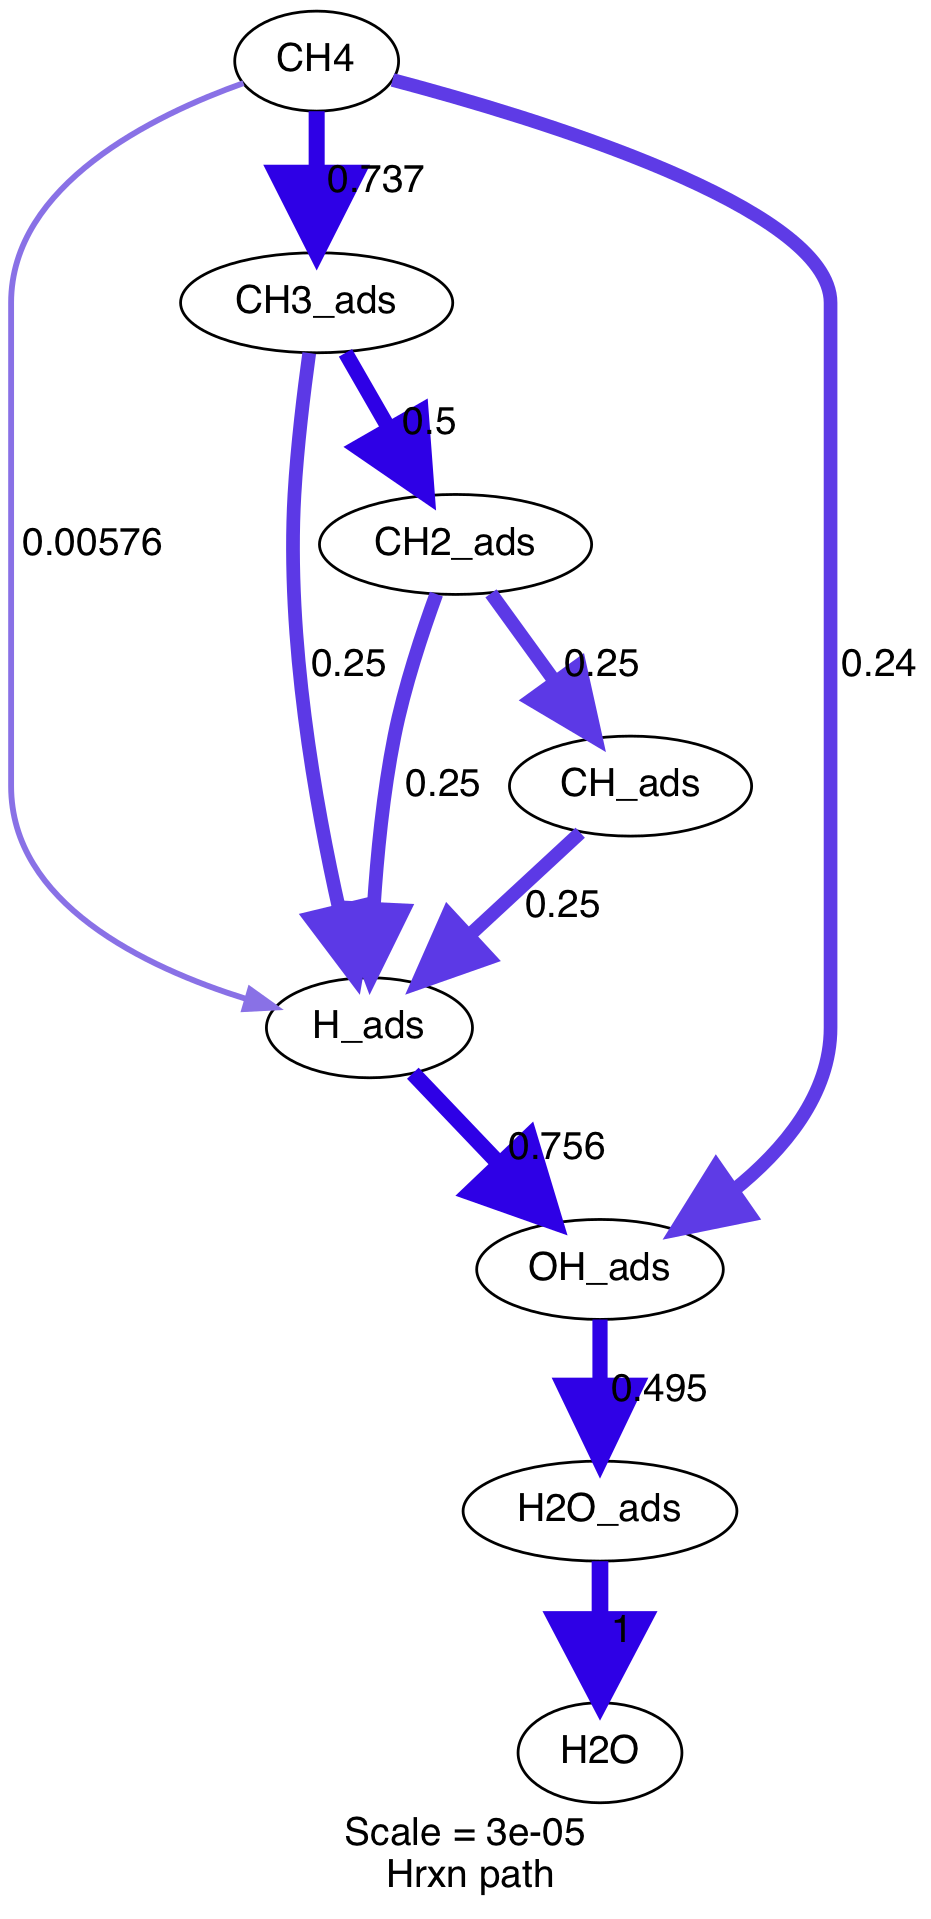 CH4
0.737
CH3_ads
0.5
0.00576
CH2_ads
0.25
0.25
0.24
0.25
CH_ads
0.25
H_ads
0.756
OH_ads
0.495
H2O_ads
1
H2O
Scale = 3e-05
Hrxn path